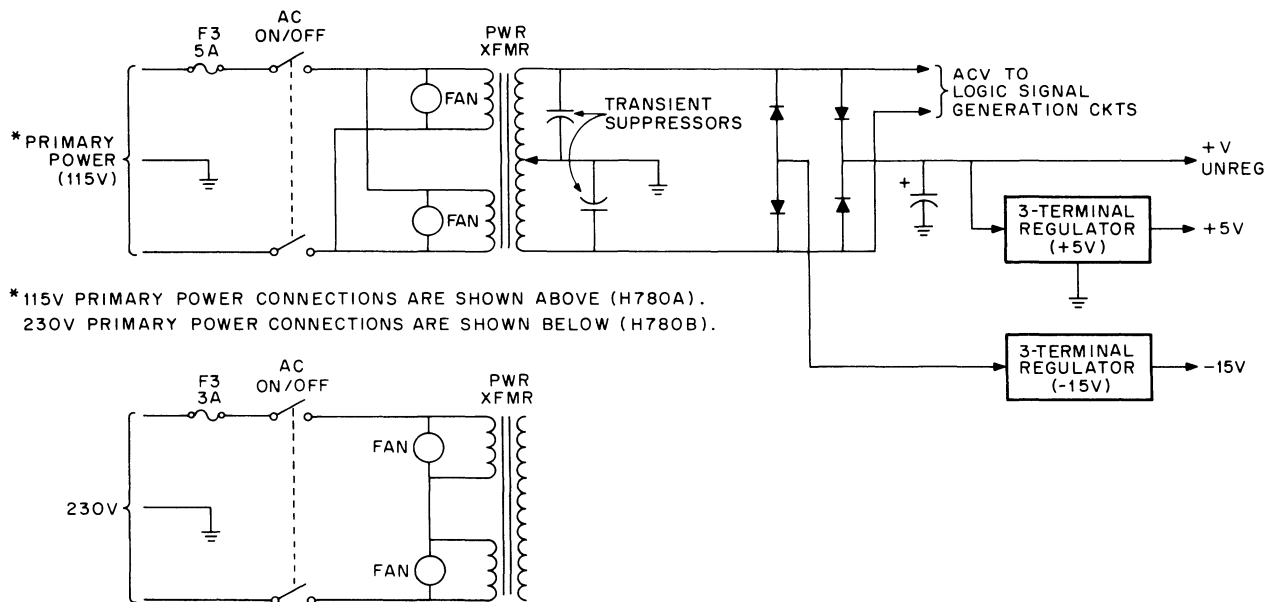 F3
5A
AC
ON/OFF
PWR
XFMR
FAN
TRANSIENT
SUPPRESSORS
ACV TO
LOGIC SIGNAL
GENERATION CKTS
*PRIMARY
POWER
(115V)
+V
UNREG
+
FAN
3-TERMINAL
REGULATOR
(+5V)
+5V
*115V PRIMARY POWER CONNECTIONS ARE SHOWN ABOVE (H780A).
230V PRIMARY POWER CONNECTIONS ARE SHOWN BELOW (H780B).
3-TERMINAL
REGULATOR
(-15V)
-15V
F3
3A
AC
ON/OFF
PWR
XFMR
FAN
230V
FAN